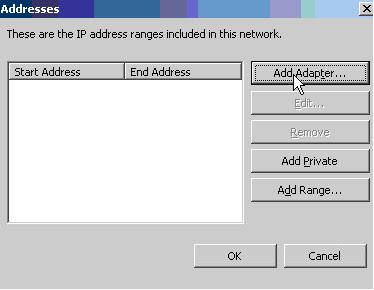 Addresses
These are the IP address ranges included in this network.
Start Address
End Address
Add Adapter...
Edit...
Remove
Add Private
Add Range...
OK
Cancel